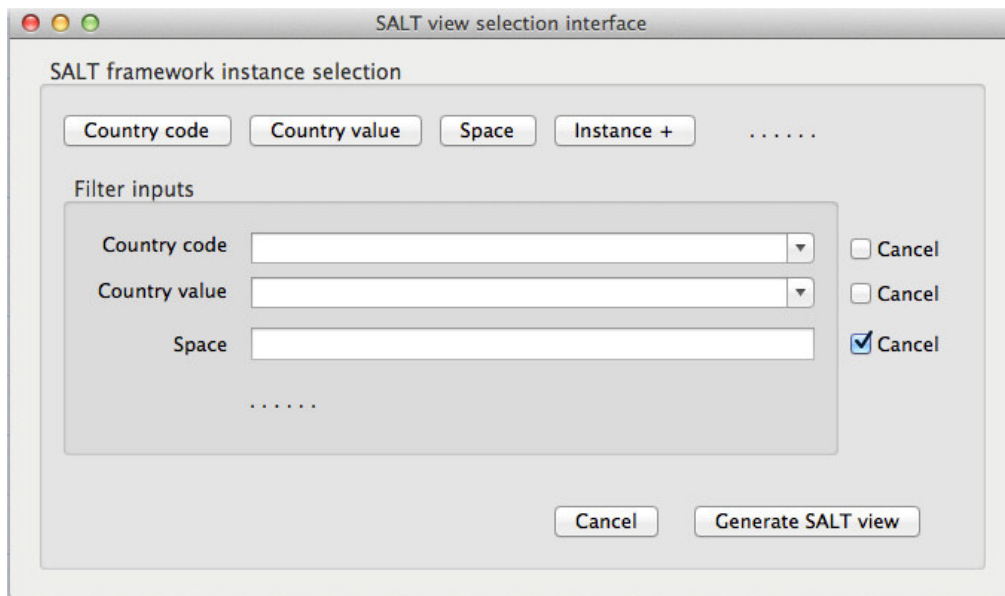 SALT view selection interface
SALT framework instance selection
Country code Country value Space Instance + ......
Filter inputs
Country code Cancel
Country value Cancel
Space Cancel
......
Cancel Generate SALT view